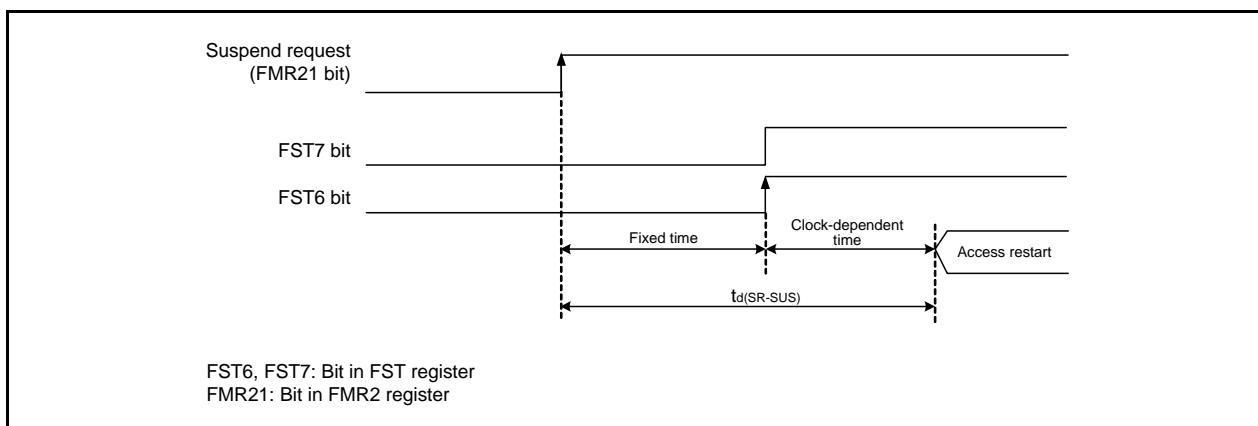 Suspend request
(FMR21 bit)
FST7 bit
FST6 bit
Fixed time
Clock-dependent
time
Access restart
td(SR-SUS)
FST6, FST7: Bit in FST register
FMR21: Bit in FMR2 register